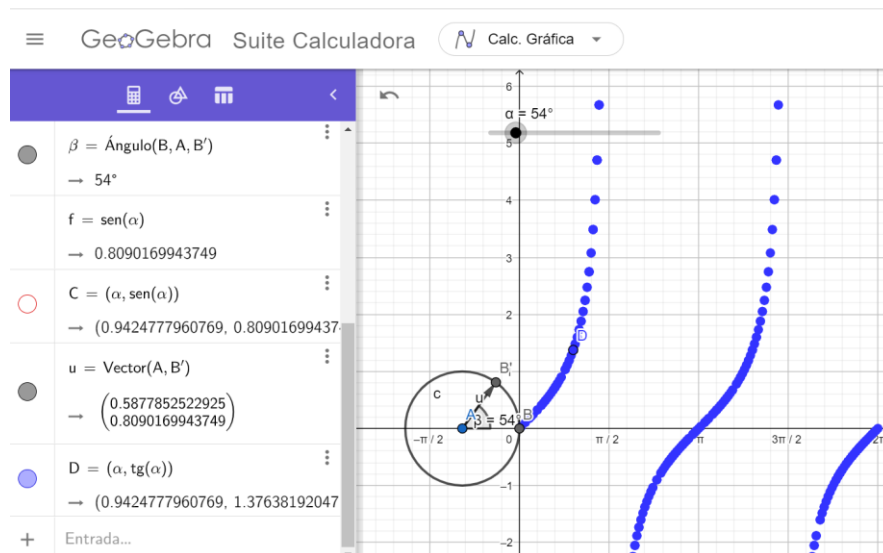 GeoGebra Suite Calculadora Calc. Gráfica
β = Ángulo(B, A, B′)
→ 54°
f = sen(α)
→ 0.8090169943749
C = (α, sen(α))
→ (0.9424777960769, 0.80901699437
u = Vector(A, B′)
→ (0.5877852522925
0.8090169943749)
D = (α, tg(α))
→ (0.9424777960769, 1.37638192047
+ Entrada...
6
α = 54°
5
4
3
2
D
1
B′
c
u
A
β = 54°
B
−π / 2
0
π / 2
π
3π / 2
2π
−1
−2